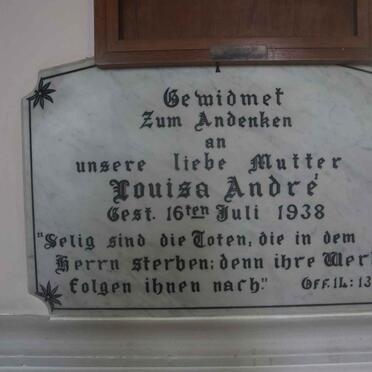 Gewidmet
Zum Andenken
an
unsere liebe Mutter
Louisa André
Gest. 16ten Juli 1938
"Selig sind die Toten, die in dem
Herrn sterben; denn ihre Wer
folgen ihnen nach." Off. 14: 13